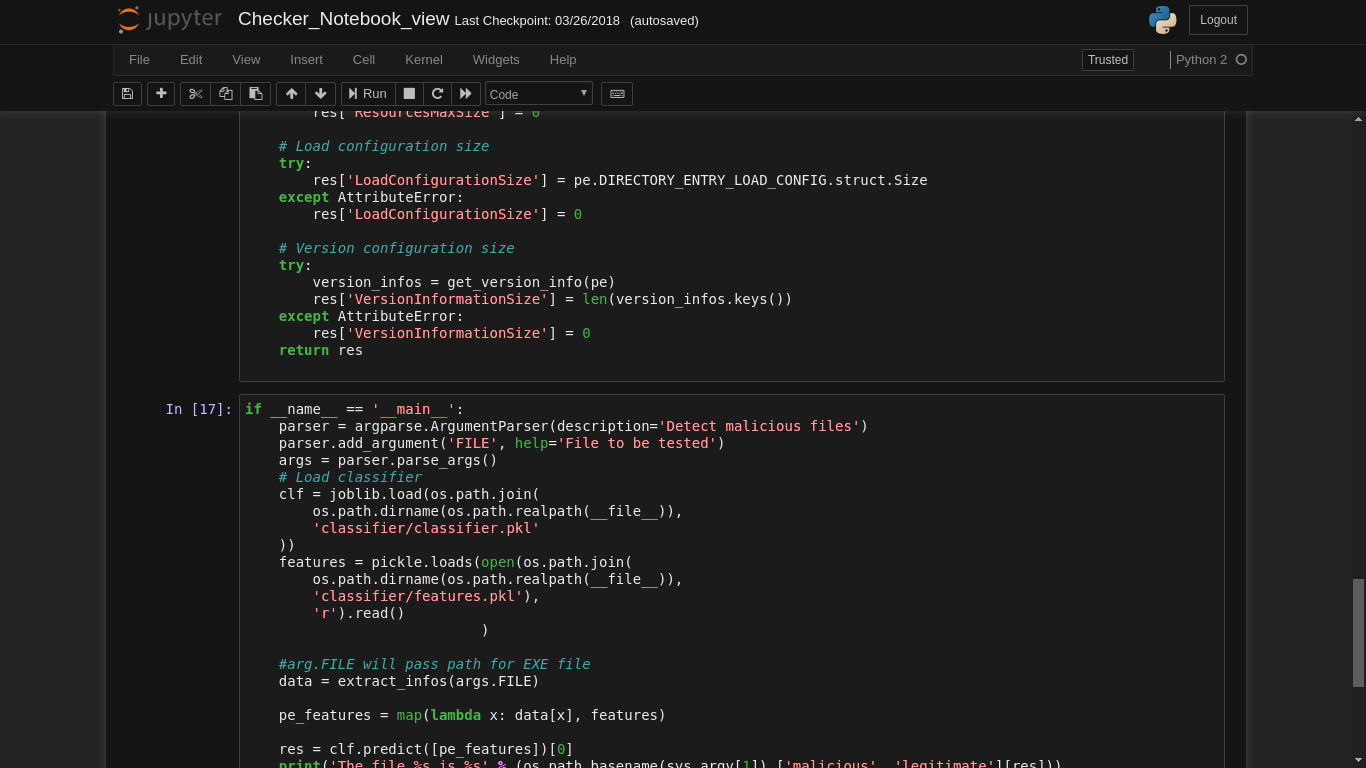 jupyter Checker_Notebook_view Last Checkpoint: 03/26/2018 (autosaved) Logout
File Edit View Insert Cell Kernel Widgets Help Trusted Python 2
Run Code
res['ResourcesMaxSize'] = 0
# Load configuration size
try:
res['LoadConfigurationSize'] = pe.DIRECTORY_ENTRY_LOAD_CONFIG.struct.Size
except AttributeError:
res['LoadConfigurationSize'] = 0
# Version configuration size
try:
version_infos = get_version_info(pe)
res['VersionInformationSize'] = len(version_infos.keys())
except AttributeError:
res['VersionInformationSize'] = 0
return res
In [17]: if __name__ == '__main__':
parser = argparse.ArgumentParser(description='Detect malicious files')
parser.add_argument('FILE', help='File to be tested')
args = parser.parse_args()
# Load classifier
clf = joblib.load(os.path.join(
os.path.dirname(os.path.realpath(__file__)),
'classifier/classifier.pkl'
))
features = pickle.loads(open(os.path.join(
os.path.dirname(os.path.realpath(__file__)),
'classifier/features.pkl'),
'r').read()
)
#arg.FILE will pass path for EXE file
data = extract_infos(args.FILE)
pe_features = map(lambda x: data[x], features)
res = clf.predict([pe_features])[0]
print('The file %s is %s' % (os.path.basename(sys.argv[1]),['malicious', 'legitimate'][res]))